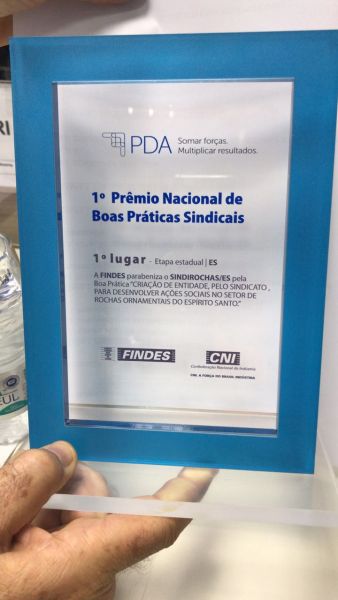 PDA Somar forças.
Multiplicar resultados.
1º Prêmio Nacional de
Boas Práticas Sindicais
1º lugar - Etapa estadual | ES
A FINDES parabeniza o SINDIROCHAS/ES pela
Boa Prática "CRIAÇÃO DE ENTIDADE, PELO SINDICATO,
PARA DESENVOLVER AÇÕES SOCIAIS NO SETOR DE
ROCHAS ORNAMENTAIS DO ESPÍRITO SANTO."
FINDES
CNI
Confederação Nacional da Indústria
CNI. A FORÇA DO BRASIL INDÚSTRIA
RI